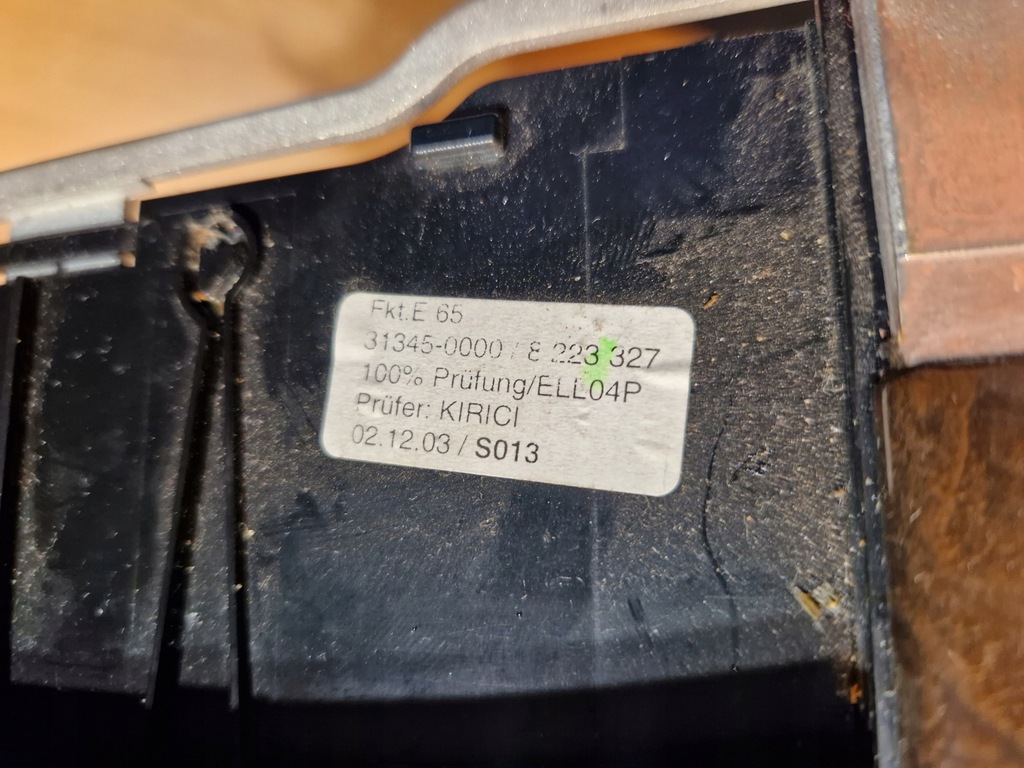 Fkt.E 65
31345-0000 / 8 223 327
100% Prüfung/ELL04P
Prüfer: KIRICI
02.12.03 / S013